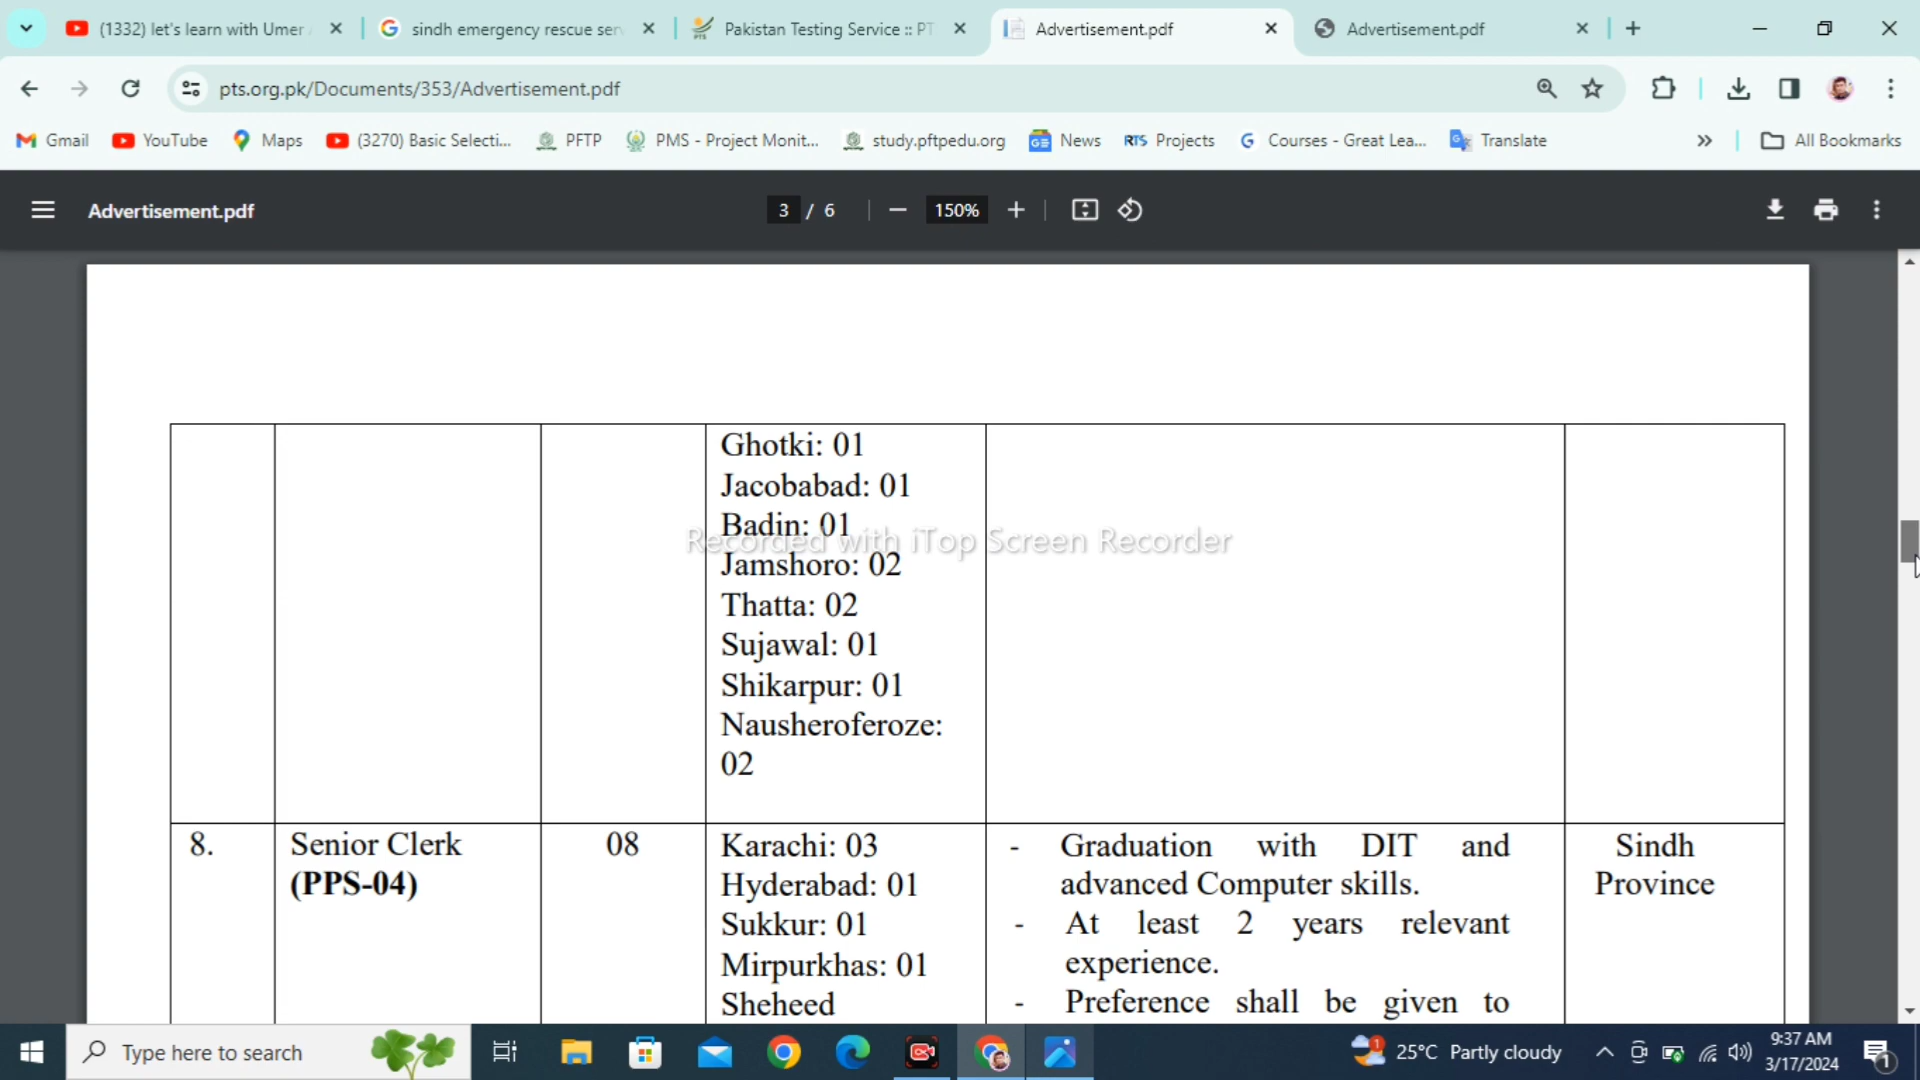 (1332) let's learn with Umer
sindh emergency rescue ser
Pakistan Testing Service :: PT
Advertisement.pdf
Advertisement.pdf
pts.org.pk/Documents/353/Advertisement.pdf
Gmail
YouTube
Maps
(3270) Basic Selecti...
PFTP
PMS - Project Monit...
study.pftpedu.org
News
RTS Projects
Courses - Great Lea...
Translate
All Bookmarks
Advertisement.pdf
3 / 6
150%
Ghotki: 01
Jacobabad: 01
Badin: 01
Recorded with iTop Screen Recorder
Jamshoro: 02
Thatta: 02
Sujawal: 01
Shikarpur: 01
Nausheroferoze:
02
8.
Senior Clerk
(PPS-04)
08
Karachi: 03
Hyderabad: 01
Sukkur: 01
Mirpurkhas: 01
Sheheed
- Graduation with DIT and
advanced Computer skills.
- At least 2 years relevant
experience.
- Preference shall be given to
Sindh
Province
Type here to search
25°C Partly cloudy
9:37 AM
3/17/2024
1